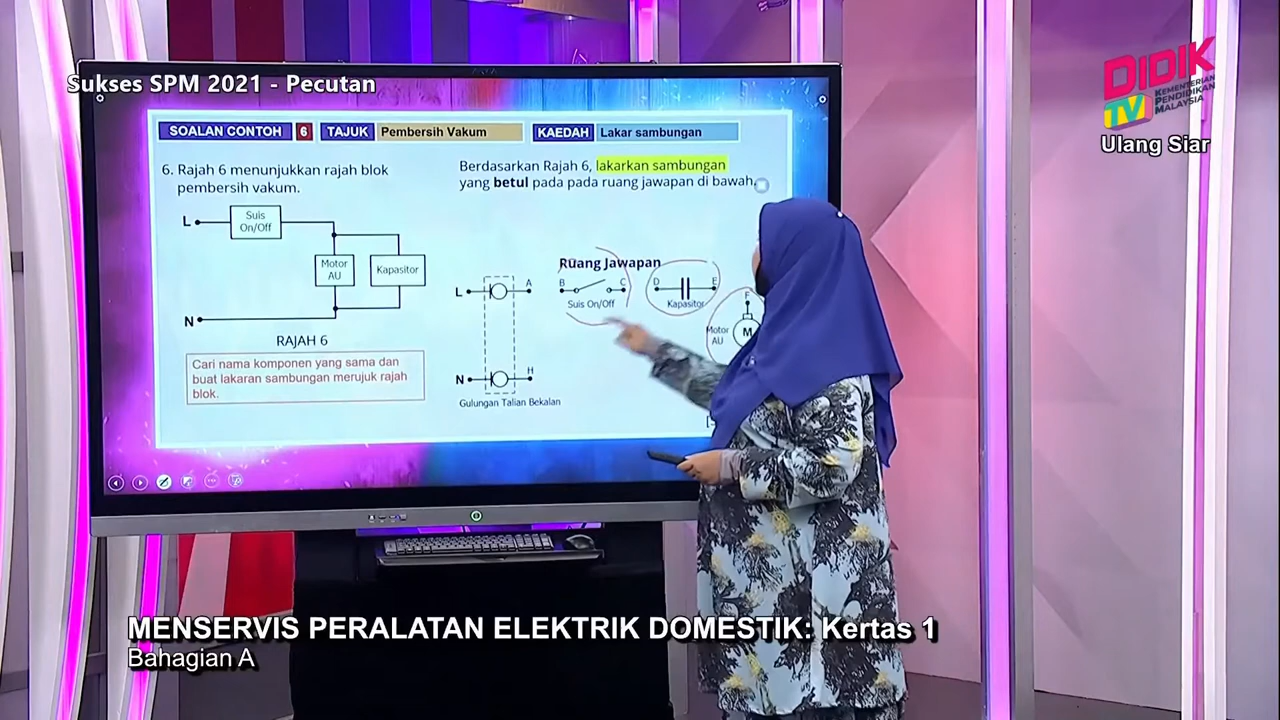 Sukses SPM 2021 - Pecutan
DIDIK
TV
KEMENTERIAN
PENDIDIKAN
MALAYSIA
Ulang Siar
SOALAN CONTOH 6 TAJUK Pembersih Vakum KAEDAH Lakar sambungan
6. Rajah 6 menunjukkan rajah blok
pembersih vakum.
L
Suis
On/Off
Motor
AU
Kapasitor
N
RAJAH 6
Cari nama komponen yang sama dan
buat lakaran sambungan merujuk rajah
blok.
Berdasarkan Rajah 6, lakarkan sambungan
yang betul pada pada ruang jawapan di bawah.
Ruang Jawapan
L A B C D E F
Suis On/Off
Kapasitor
Motor
AU
M
N H
Gulungan Talian Bekalan
MENSERVIS PERALATAN ELEKTRIK DOMESTIK: Kertas 1
Bahagian A